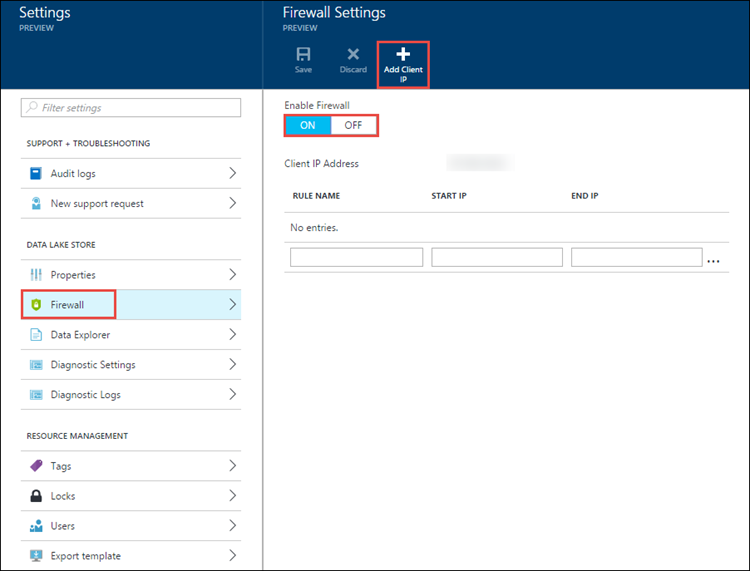 Settings
PREVIEW
Filter settings
SUPPORT + TROUBLESHOOTING
Audit logs
New support request
DATA LAKE STORE
Properties
Firewall
Data Explorer
Diagnostic Settings
Diagnostic Logs
RESOURCE MANAGEMENT
Tags
Locks
Users
Export template
Firewall Settings
PREVIEW
Save
Discard
Add Client
IP
Enable Firewall
ON OFF
Client IP Address
RULE NAME START IP END IP
No entries.
...